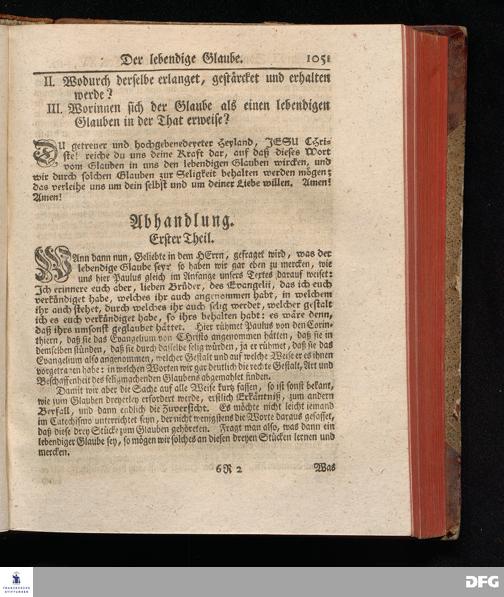 Der lebendige Glaube. 1051
II. Wodurch derselbe erlanget, gestärcket und erhalten
werde?
III. Worinnen sich der Glaube als einen lebendigen
Glauben in der That erweise?
DU getreuer und hochgebenedeyeter Heyland, JESU CHri-
ste! reiche du uns deine Kraft dar, auf daß dieses Wort
vom Glauben in uns den lebendigen Glauben wircken, und
wir durch solchen Glauben zur Seligkeit behalten werden mögen;
das verleihe uns um dein selbst und um deiner Liebe willen. Amen!
Amen!
Abhandlung.
Erster Theil.
WAnn dann nun, Geliebte in dem HErrn, gefraget wird, was der
lebendige Glaube sey? so haben wir gar eben zu mercken, wie
uns hier Paulus gleich im Anfange unsers Textes darauf weiset:
Ich erinnere euch aber, lieben Brüder, des Evangelii, das ich euch
verkündiget habe, welches ihr auch angenommen habt, in welchem
ihr auch stehet, durch welches ihr auch selig werdet, welcher gestalt
ich es euch verkündiget habe, so ihrs behalten habt: es wäre denn,
daß ihrs umsonst geglaubet hättet. Hier rühmet Paulus von den Corin-
thiern, daß sie das Evangelium von CHristo angenommen hätten, daß sie in
demselben stünden, daß sie durch dasselbe selig würden, ja er rühmet, daß sie das
Evangelium also angenommen, welcher Gestalt und auf welche Weise er es ihnen
vorgetragen habe: in welchen Worten wir gar deutlich die rechte Gestalt, Art und
Beschaffenheit des seligmachenden Glaubens abgemahlet finden.
Damit wir aber die Sache auf alle Weise kurtz fassen, so ist sonst bekant,
wie zum Glauben dreyerley erfordert werde, erstlich Erkäntniß, zum andern
Beyfall, und dann endlich die Zuversicht. Es möchte nicht leicht iemand
im Catechismo unterrichtet seyn, der nicht wenigstens die Worte daraus gefasset,
daß diese drey Stück zum Glauben gehöreten. Fragt man also, was dann ein
lebendiger Glaube sey, so mögen wir solches an diesen dreyen Stücken lernen und
mercken.
6R 2 Was
FRANCKESCHE
STIFTUNGEN
DFG